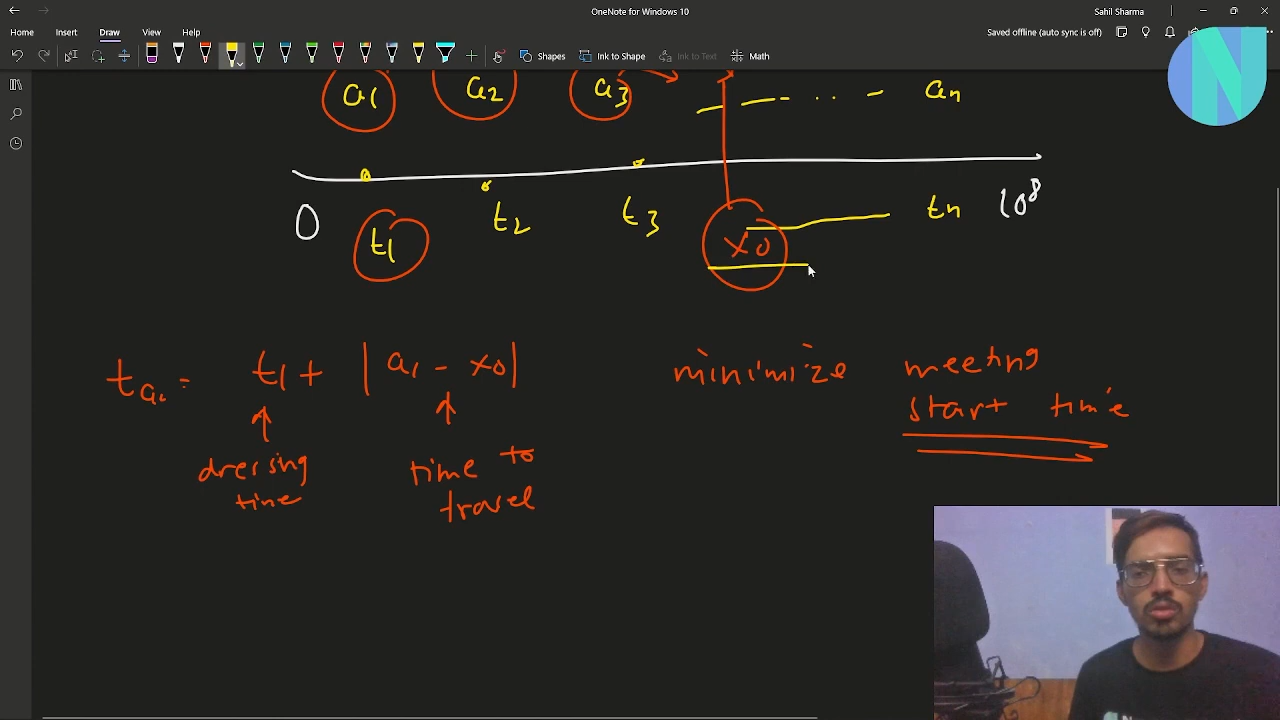 OneNote for Windows 10
Sahil Sharma
Home Insert Draw View Help
Saved offline (auto sync is off)
Shapes Ink to Shape Ink to Text Math
N
a1 a2 a3 - .. - an
0 t1 t2 t3 x0 tn 10^8
ta1 = t1 + | a1 - x0 |
minimize meeting
start time
dressing time to
time travel